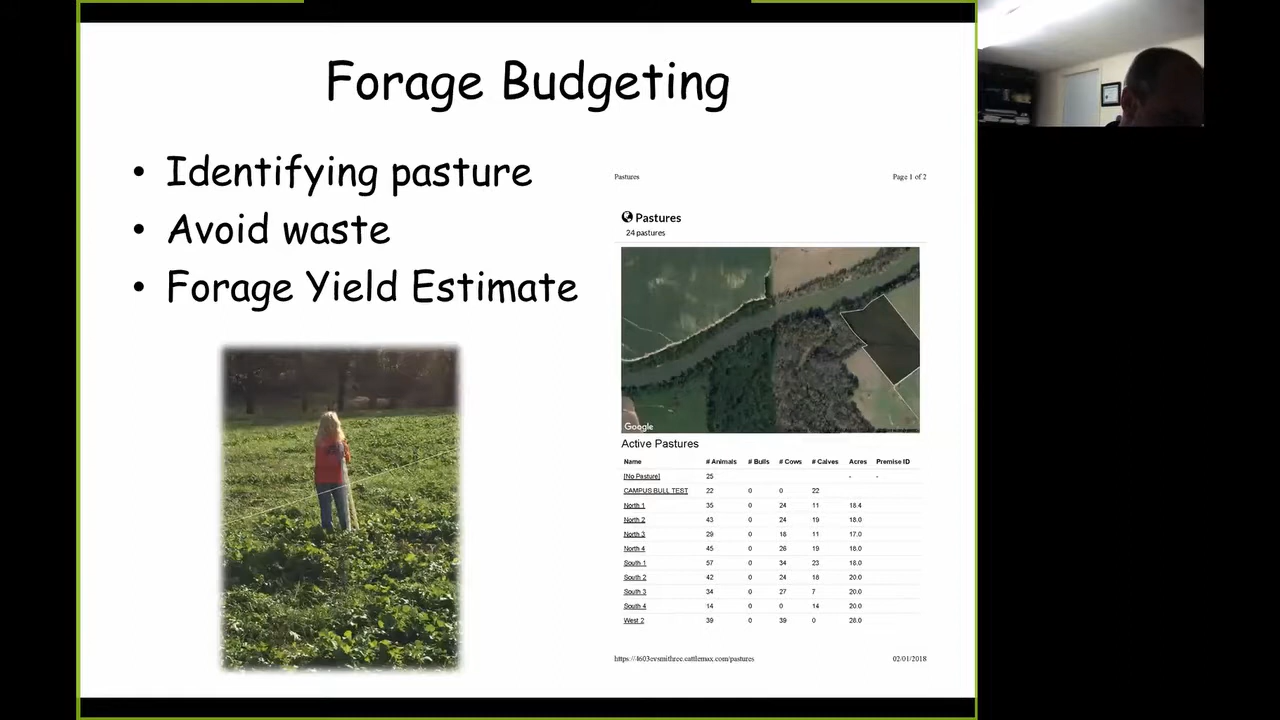 Forage Budgeting
• Identifying pasture
• Avoid waste
• Forage Yield Estimate
Pastures Page 1 of 2
Pastures
24 pastures
Google
Active Pastures
Name # Animals # Bulls # Cows # Calves Acres Premise ID
[No Pasture] 25 - -
CAMPUS BULL TEST 22 0 0 22
North 1 35 0 24 11 18.4
North 2 43 0 24 19 18.0
North 3 29 0 18 11 17.0
North 4 45 0 26 19 18.0
South 1 57 0 34 23 18.0
South 2 42 0 24 18 20.0
South 3 34 0 27 7 20.0
South 4 14 0 0 14 20.0
West 2 39 0 39 0 28.0
https://4603evsmithrec.cattlemax.com/pastures 02/01/2018